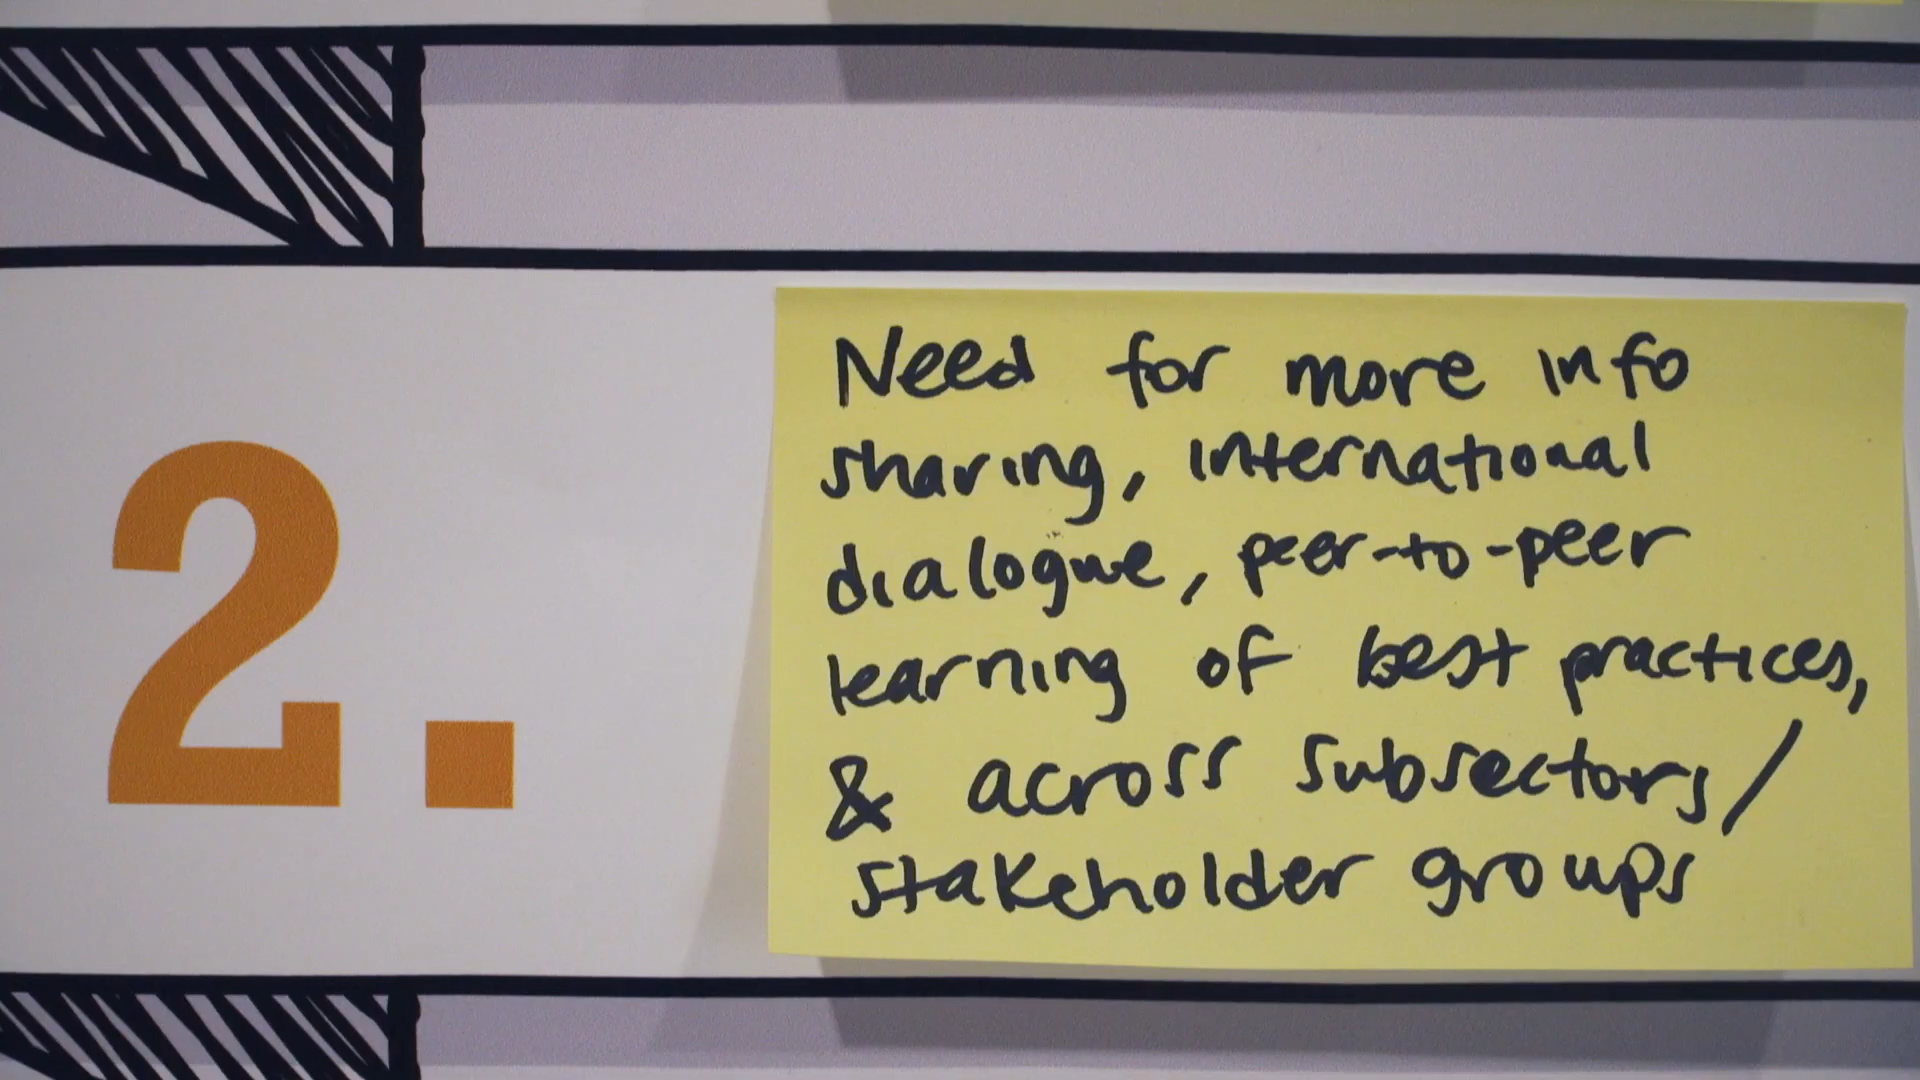 2.
Need for more info
sharing, international
dialogue, peer-to-peer
learning of best practices,
& across subsectors/
stakeholder groups